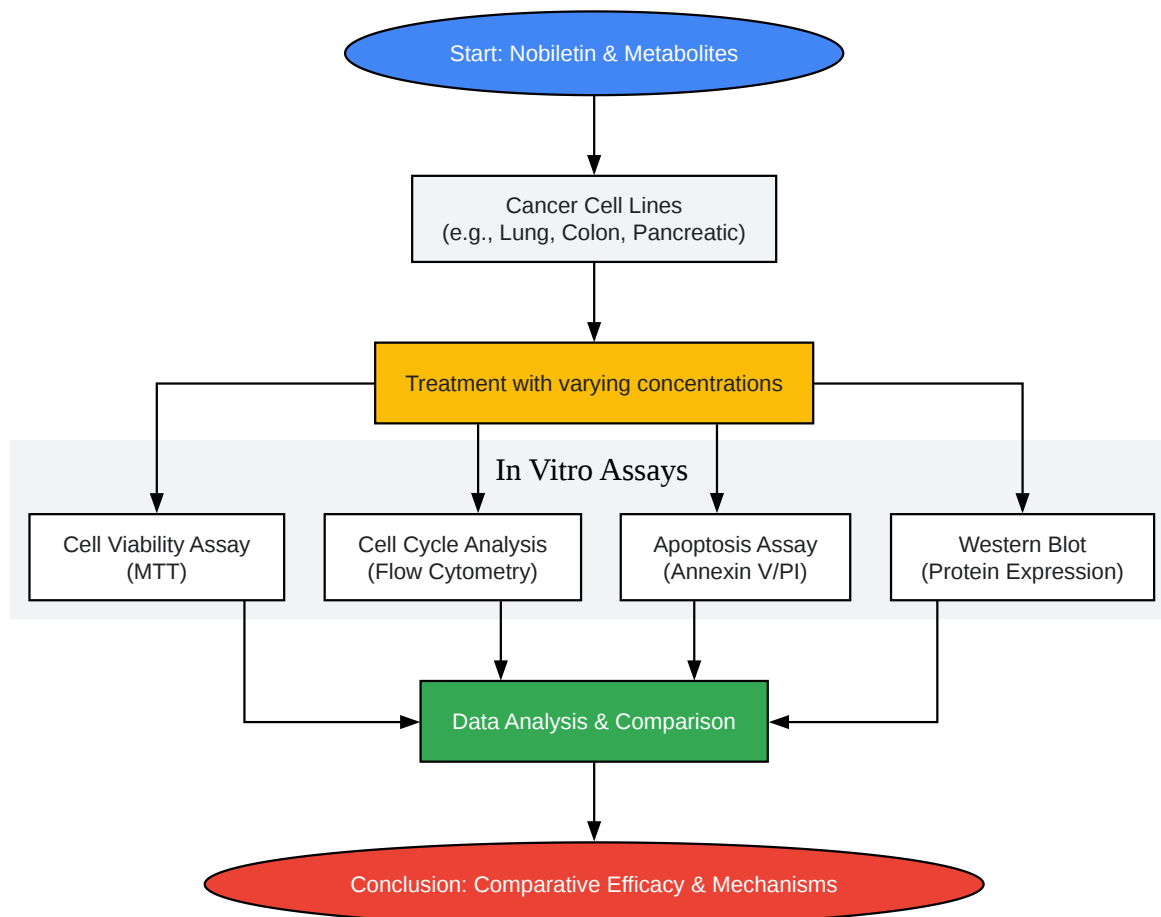 Start: Nobiletin & Metabolites
Cancer Cell Lines
(e.g., Lung, Colon, Pancreatic)
Treatment with varying concentrations
In Vitro Assays
Cell Viability Assay
(MTT)
Cell Cycle Analysis
(Flow Cytometry)
Apoptosis Assay
(Annexin V/PI)
Western Blot
(Protein Expression)
Data Analysis & Comparison
Conclusion: Comparative Efficacy & Mechanisms